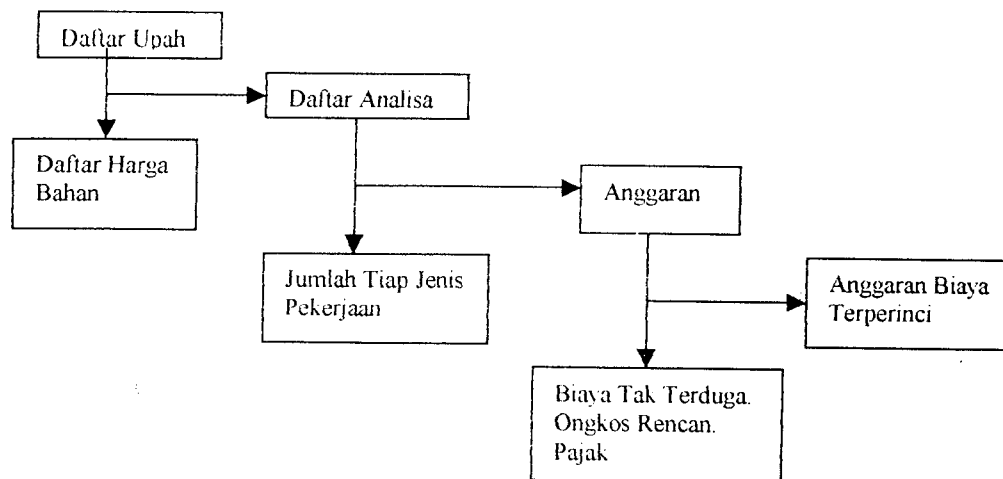 Daftar Upah
Daftar Analisa
Daftar Harga
Bahan
Anggaran
Jumlah Tiap Jenis
Pekerjaan
Anggaran Biaya
Terperinci
Biaya Tak Terduga.
Ongkos Rencan.
Pajak